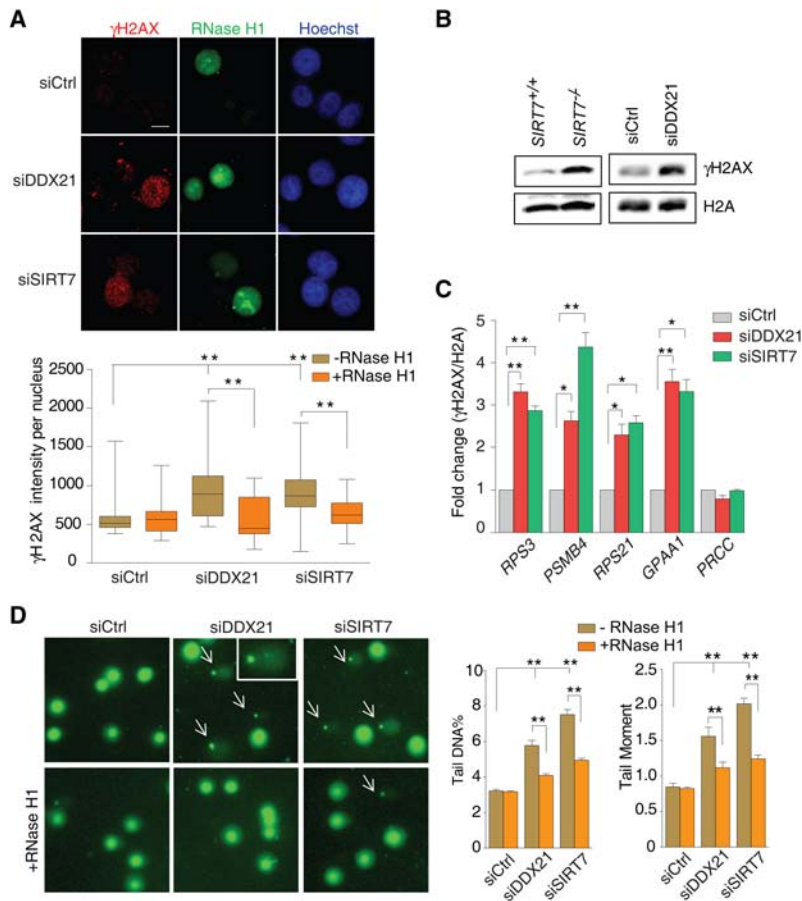 A
γH2AX RNase H1 Hoechst
siCtrl
siDDX21
siSIRT7
γH2AX intensity per nucleus
2500
2000
1500
1000
500
0
** **
**
**
-RNase H1
+RNase H1
siCtrl siDDX21 siSIRT7
B
SIRT7+/+ SIRT7-/- siCtrl siDDX21
γH2AX
H2A
C
siCtrl
siDDX21
siSIRT7
Fold change (γH2AX/H2A)
5
4
3
2
1
** **
** *
* *
* **
RPS3 PSMB4 RPS21 GPAA1 PRCC
D
siCtrl siDDX21 siSIRT7
+RNase H1
- RNase H1
+RNase H1
Tail DNA%
10
8
6
4
2
0
** **
**
**
siCtrl siDDX21 siSIRT7
Tail Moment
2.5
2.0
1.5
1.0
0.5
0
** **
**
**
siCtrl siDDX21 siSIRT7